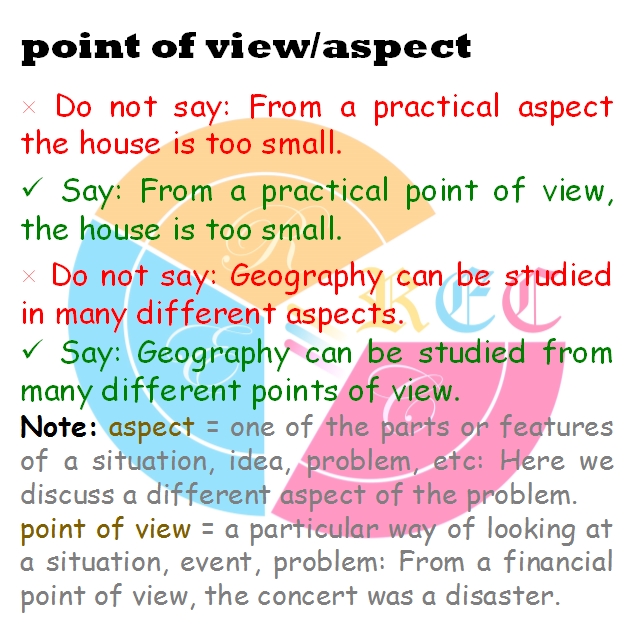 point of view/aspect
× Do not say: From a practical aspect
the house is too small.
✓ Say: From a practical point of view,
the house is too small.
× Do not say: Geography can be studied
in many different aspects.
✓ Say: Geography can be studied from
many different points of view.
Note: aspect = one of the parts or features
of a situation, idea, problem, etc: Here we
discuss a different aspect of the problem.
point of view = a particular way of looking at
a situation, event, problem: From a financial
point of view, the concert was a disaster.
R
E
C
REC